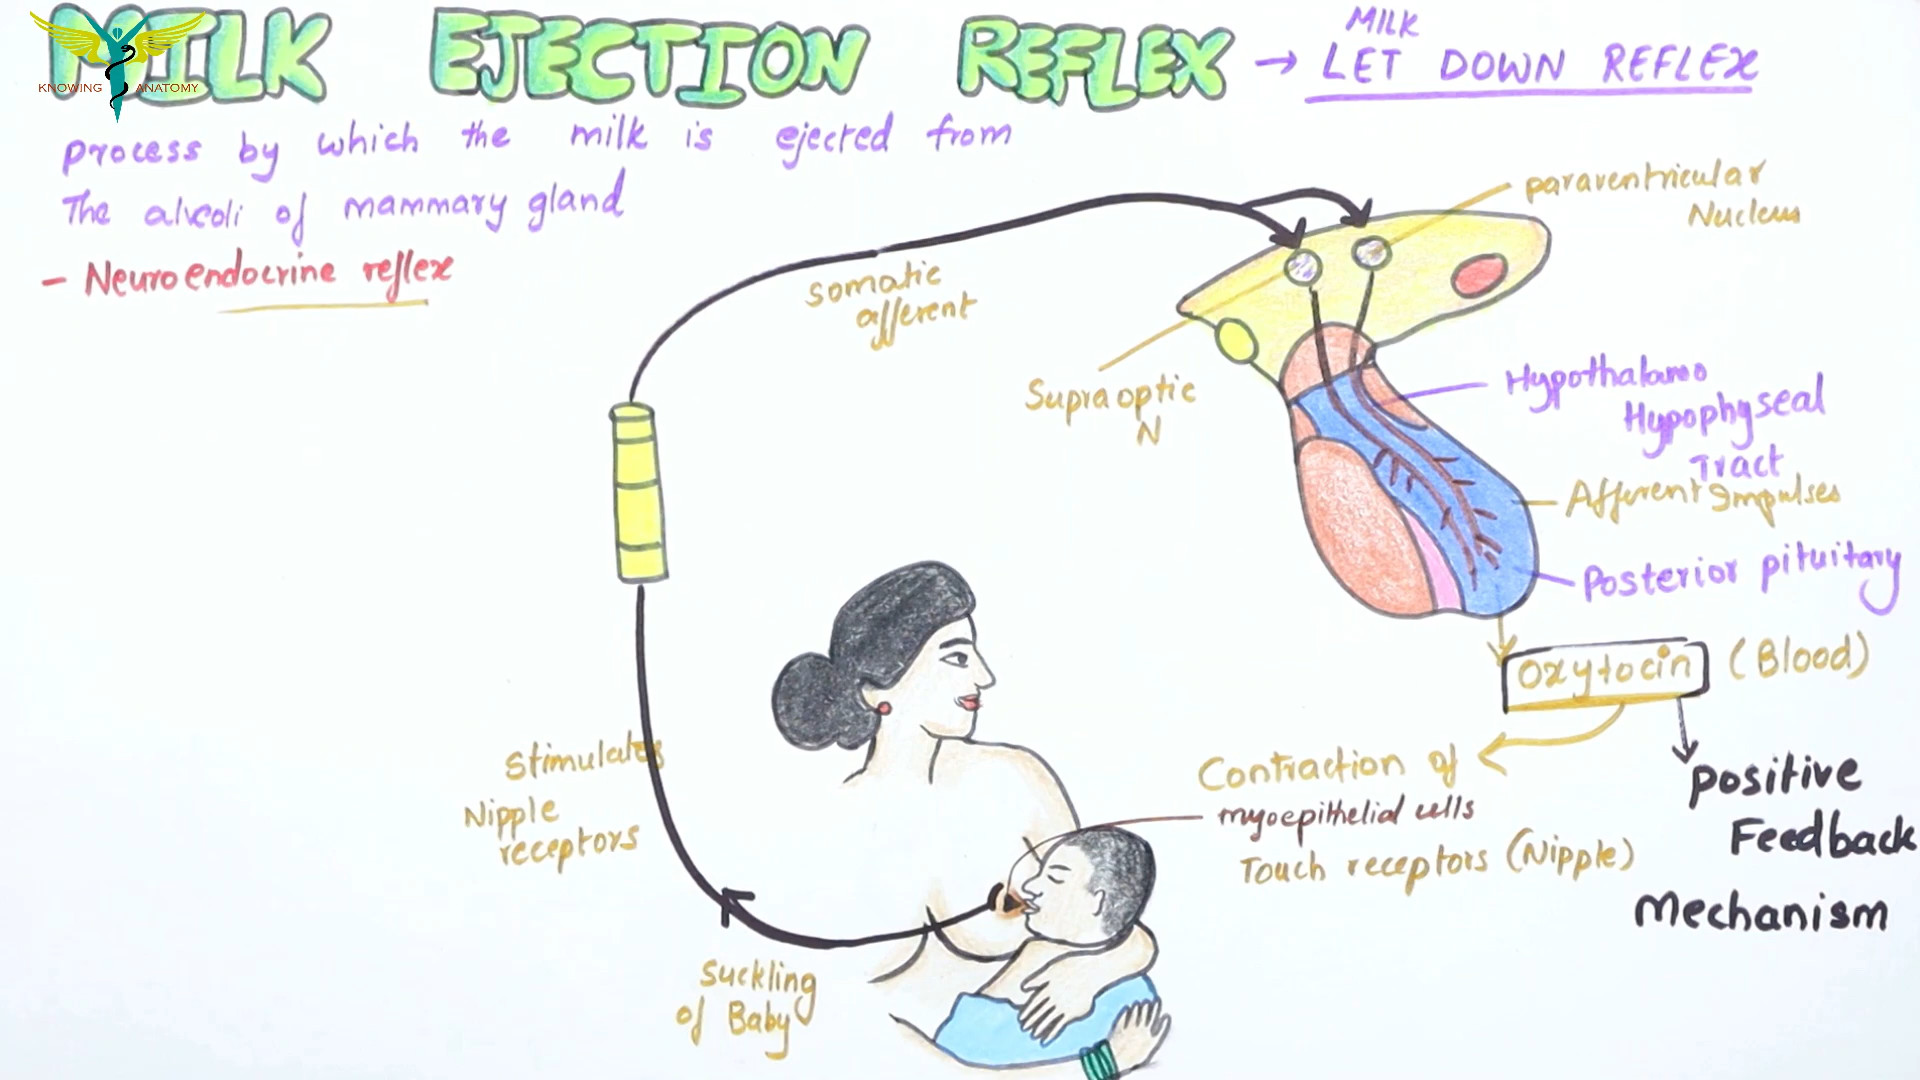 MILK EJECTION REFLEX → MILK
LET DOWN REFLEX
KNOWING ANATOMY
process by which the milk is ejected from
The alveoli of mammary gland
- Neuroendocrine reflex
paraventricular
Nucleus
somatic
afferent
Supraoptic
N
Hypothalamo
Hypophyseal
Tract
Afferent Impulses
Posterior pituitary
Oxytocin (Blood)
Stimulates
Nipple
receptors
Contraction of
myoepithelial cells
Touch receptors (Nipple)
positive
Feedback
Mechanism
Suckling
of Baby